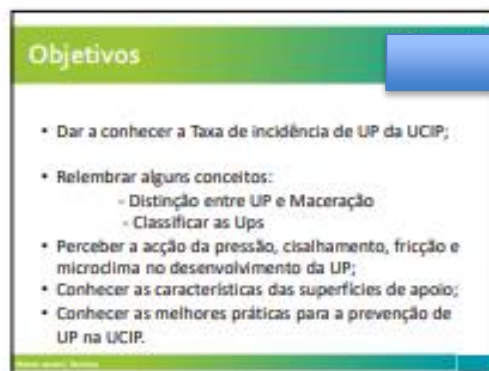 Objetivos
• Dar a conhecer a Taxa de incidência de UP da UCIP;
• Relembrar alguns conceitos:
- Distinção entre UP e Maceração
- Classificar as Ups
• Perceber a acção da pressão, cisalhamento, fricção e
microclima no desenvolvimento da UP;
• Conhecer as características das superfícies de apoio;
• Conhecer as melhores práticas para a prevenção de
UP na UCIP.